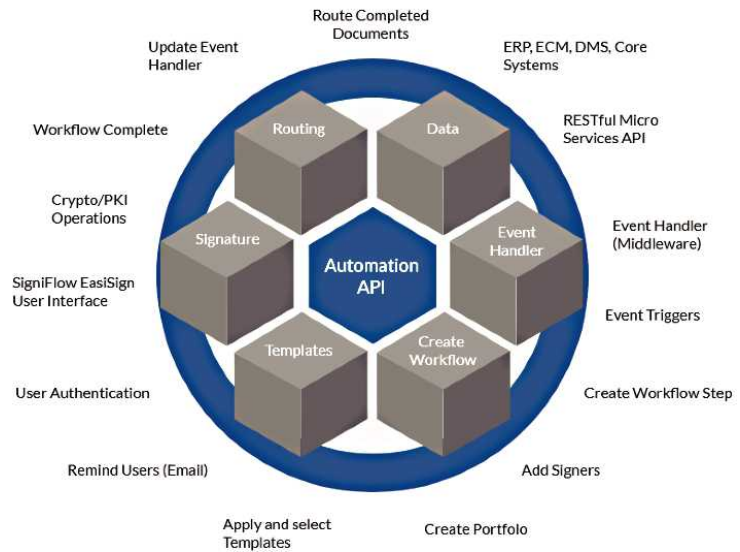 Route Completed
Documents
Update Event
Handler
ERP, ECM, DMS, Core
Systems
Workflow Complete
Routing
Data
RESTful Micro
Services API
Crypto/PKI
Operations
Signature
Event
Handler
Event Handler
(Middleware)
Automation
API
SigniFlow EasiSign
User Interface
Event Triggers
Templates
Create
Workflow
User Authentication
Create Workflow Step
Remind Users (Email)
Add Signers
Apply and select
Templates
Create Portfolo